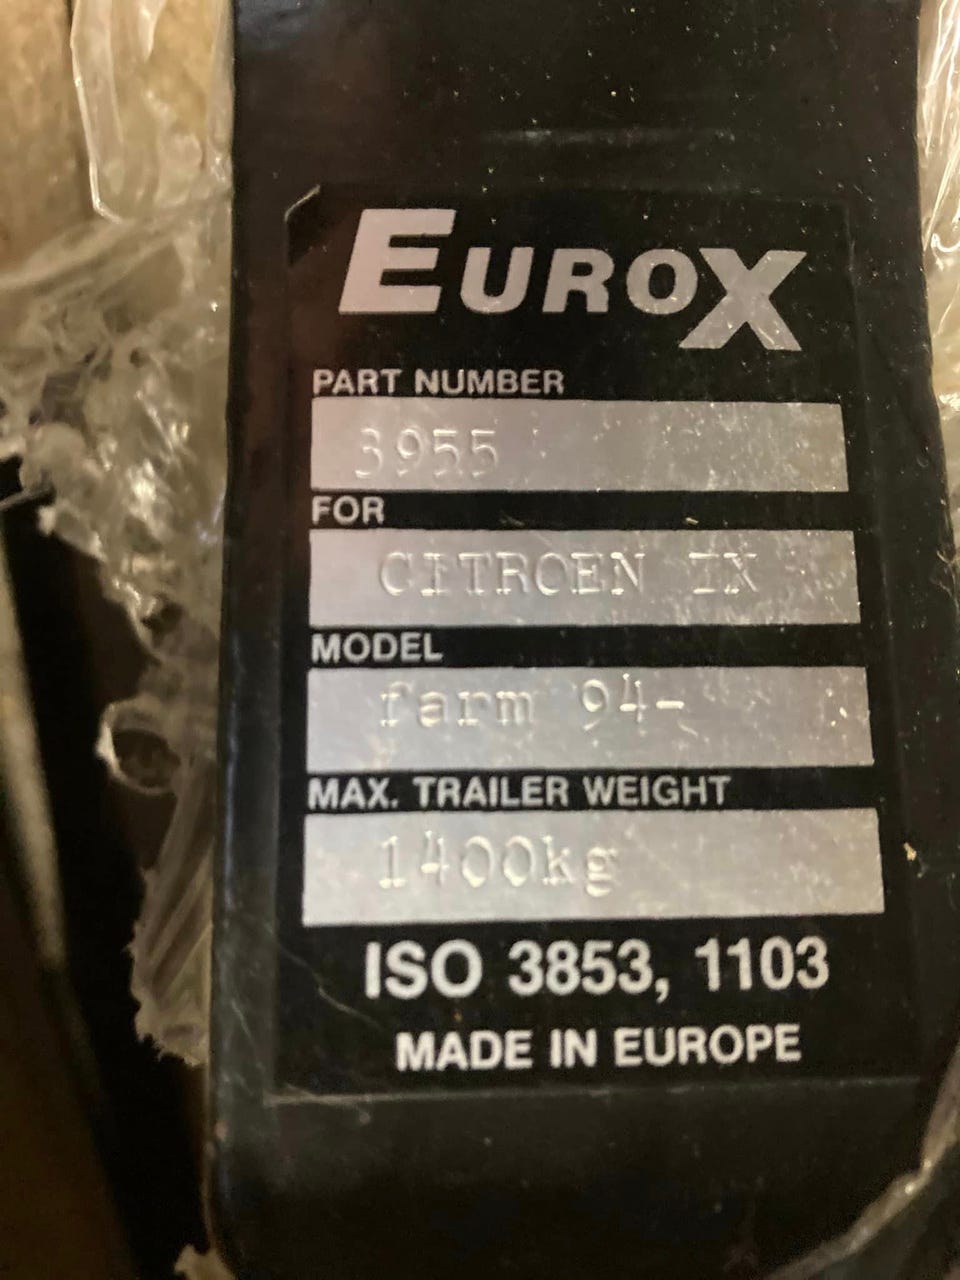 EUROX
PART NUMBER
3955
FOR
CITROEN ZX
MODEL
farm 94-
MAX. TRAILER WEIGHT
1400kg
ISO 3853, 1103
MADE IN EUROPE